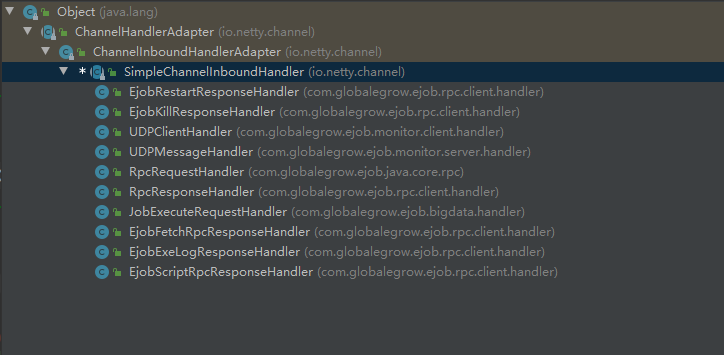 Object (java.lang)
ChannelHandlerAdapter (io.netty.channel)
ChannelInboundHandlerAdapter (io.netty.channel)
* SimpleChannelInboundHandler (io.netty.channel)
EjobRestartResponseHandler (com.globalegrow.ejob.rpc.client.handler)
EjobKillResponseHandler (com.globalegrow.ejob.rpc.client.handler)
UDPClientHandler (com.globalegrow.ejob.monitor.client.handler)
UDPMessageHandler (com.globalegrow.ejob.monitor.server.handler)
RpcRequestHandler (com.globalegrow.ejob.java.core.rpc)
RpcResponseHandler (com.globalegrow.ejob.rpc.client.handler)
JobExecuteRequestHandler (com.globalegrow.ejob.bigdata.handler)
EjobFetchRpcResponseHandler (com.globalegrow.ejob.rpc.client.handler)
EjobExeLogResponseHandler (com.globalegrow.ejob.rpc.client.handler)
EjobScriptRpcResponseHandler (com.globalegrow.ejob.rpc.client.handler)